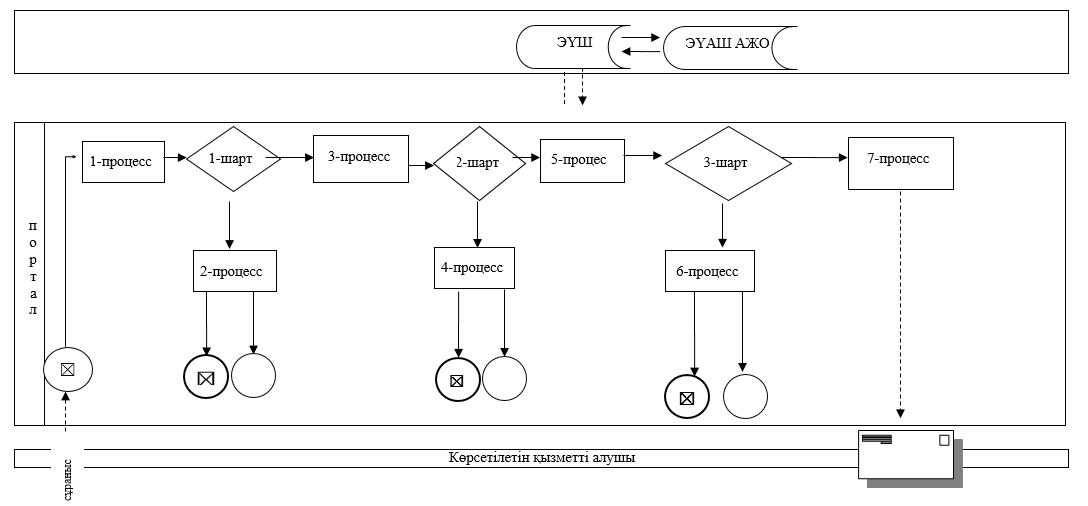 ЭҮШ
ЭҮАШ АЖО
1-процесс
1-шарт
3-процесс
2-шарт
5-процес
3-шарт
7-процесс
2-процесс
4-процесс
6-процесс
портал
сұраныс
Көрсетілетін қызметті алушы